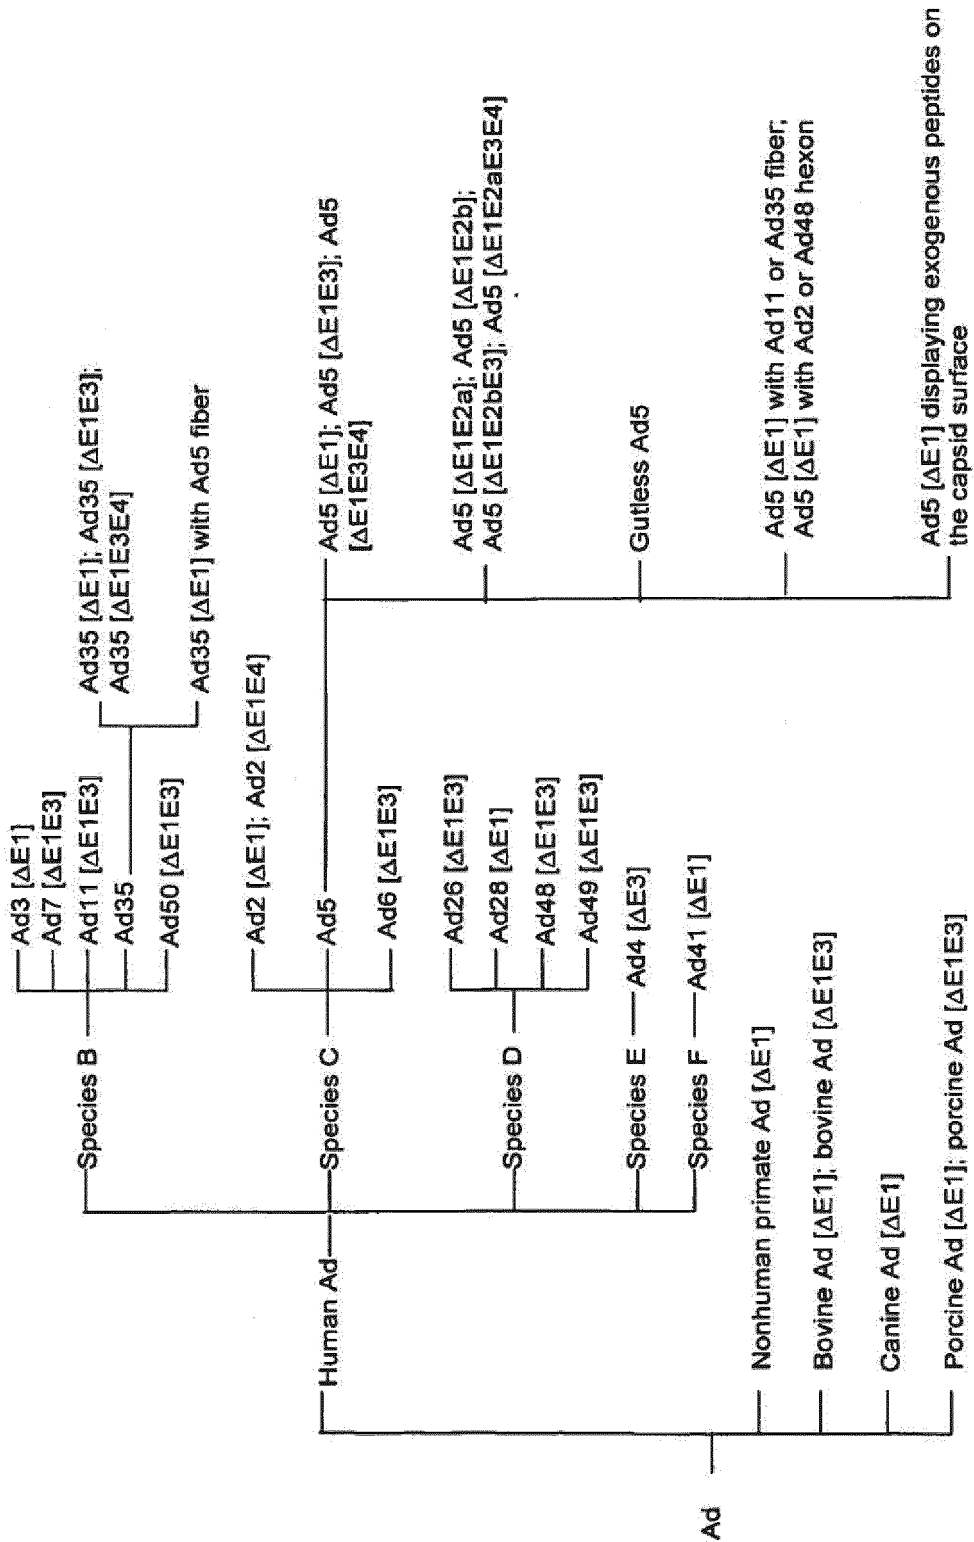 Ad
Human Ad
Species B
Ad3 [ΔE1]
Ad7 [ΔE1E3]
Ad11 [ΔE1E3]
Ad35
Ad35 [ΔE1]; Ad35 [ΔE1E3];
Ad35 [ΔE1E3E4]
Ad35 [ΔE1] with Ad5 fiber
Ad50 [ΔE1E3]
Species C
Ad2 [ΔE1]; Ad2 [ΔE1E4]
Ad5
Ad5 [ΔE1]; Ad5 [ΔE1E3]; Ad5
[ΔE1E3E4]
Ad5 [ΔE1E2a]; Ad5 [ΔE1E2b];
Ad5 [ΔE1E2bE3]; Ad5 [ΔE1E2aE3E4]
Gutless Ad5
Ad5 [ΔE1] with Ad11 or Ad35 fiber;
Ad5 [ΔE1] with Ad2 or Ad48 hexon
Ad5 [ΔE1] displaying exogenous peptides on
the capsid surface
Ad6 [ΔE1E3]
Species D
Ad26 [ΔE1E3]
Ad28 [ΔE1]
Ad48 [ΔE1E3]
Ad49 [ΔE1E3]
Species E
Ad4 [ΔE3]
Species F
Ad41 [ΔE1]
Nonhuman primate Ad [ΔE1]
Bovine Ad [ΔE1]; bovine Ad [ΔE1E3]
Canine Ad [ΔE1]
Porcine Ad [ΔE1]; porcine Ad [ΔE1E3]